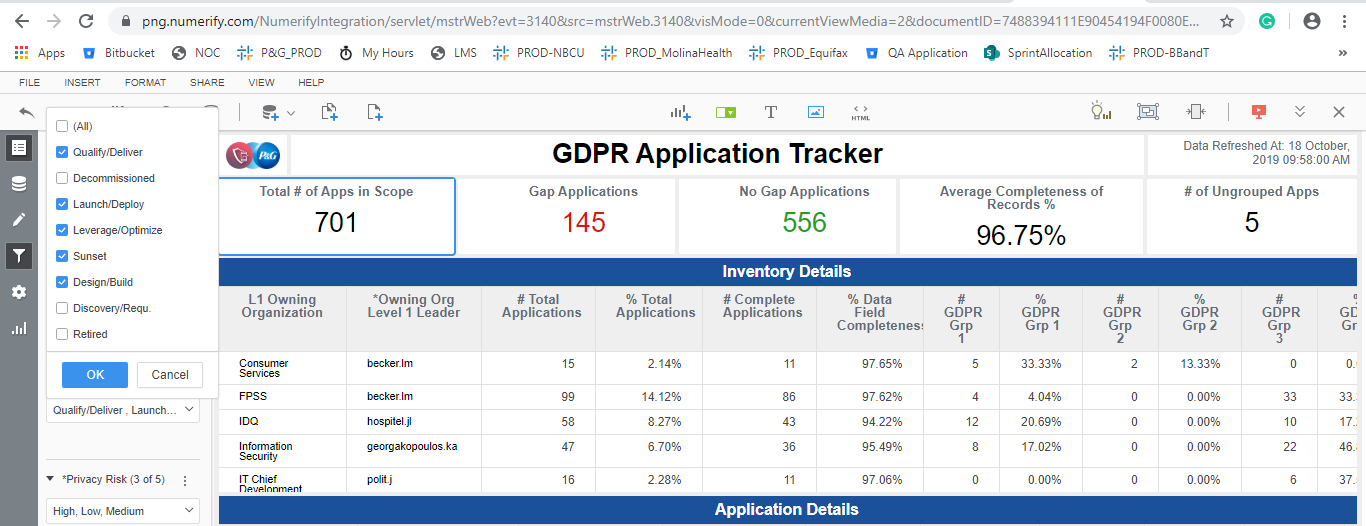 png.numerify.com/NumerifyIntegration/servlet/mstrWeb?evt=3140&src=mstrWeb.3140&visMode=0&currentViewMedia=2&documentID=7488394111E90454194F0080E...
Apps Bitbucket NOC P&G_PROD My Hours LMS PROD-NBCU PROD_MolinaHealth PROD_Equifax QA Application SprintAllocation PROD-BBandT »
FILE INSERT FORMAT SHARE VIEW HELP
T HTML
(All)
Qualify/Deliver
Decommissioned
Launch/Deploy
Leverage/Optimize
Sunset
Design/Build
Discovery/Requ.
Retired
OK Cancel
Qualify/Deliver , Launch...
*Privacy Risk (3 of 5)
High, Low, Medium
P&G
GDPR Application Tracker
Data Refreshed At: 18 October,
2019 09:58:00 AM
Total # of Apps in Scope
701
Gap Applications
145
No Gap Applications
556
Average Completeness of
Records %
96.75%
# of Ungrouped Apps
5
Inventory Details
L1 Owning
Organization
*Owning Org
Level 1 Leader
# Total
Applications
% Total
Applications
# Complete
Applications
% Data
Field
Completeness
#
GDPR
Grp
1
%
GDPR
Grp 1
#
GDPR
Grp
2
%
GDPR
Grp 2
#
GDPR
Grp
3
Consumer
Services
becker.lm 15 2.14% 11 97.65% 5 33.33% 2 13.33% 0 0.
FPSS becker.lm 99 14.12% 86 97.62% 4 4.04% 0 0.00% 33 33.
IDQ hospitel.jl 58 8.27% 43 94.22% 12 20.69% 0 0.00% 10 17.
Information
Security
georgakopoulos.ka 47 6.70% 36 95.49% 8 17.02% 0 0.00% 22 46.
IT Chief
Development
polit.j 16 2.28% 11 97.06% 0 0.00% 0 0.00% 6 37.
Application Details